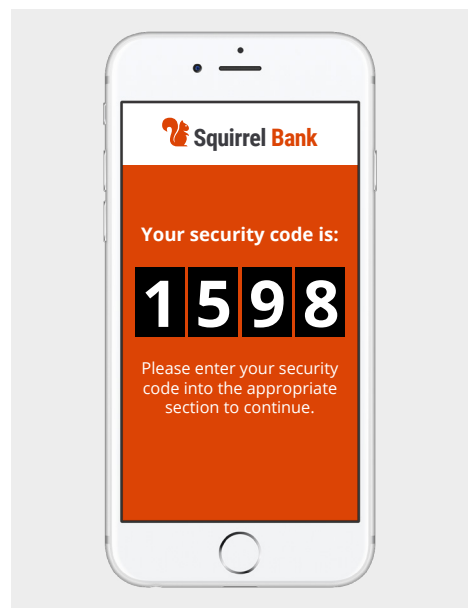 Squirrel Bank
Your security code is:
1598
Please enter your security
code into the appropriate
section to continue.